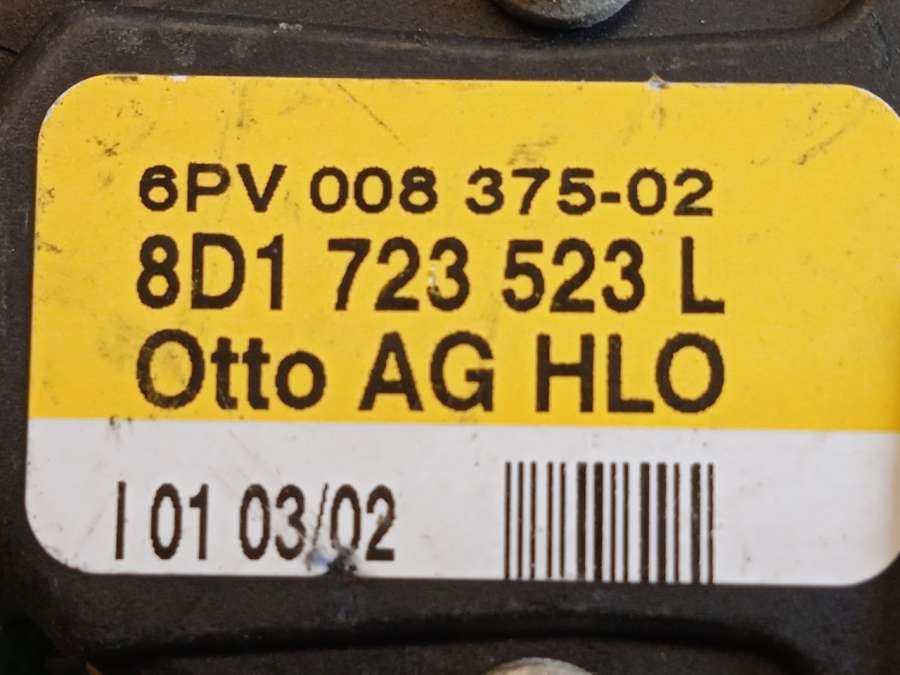 6PV 008 375-02
8D1 723 523 L
Otto AG HLO
I 01 03/02